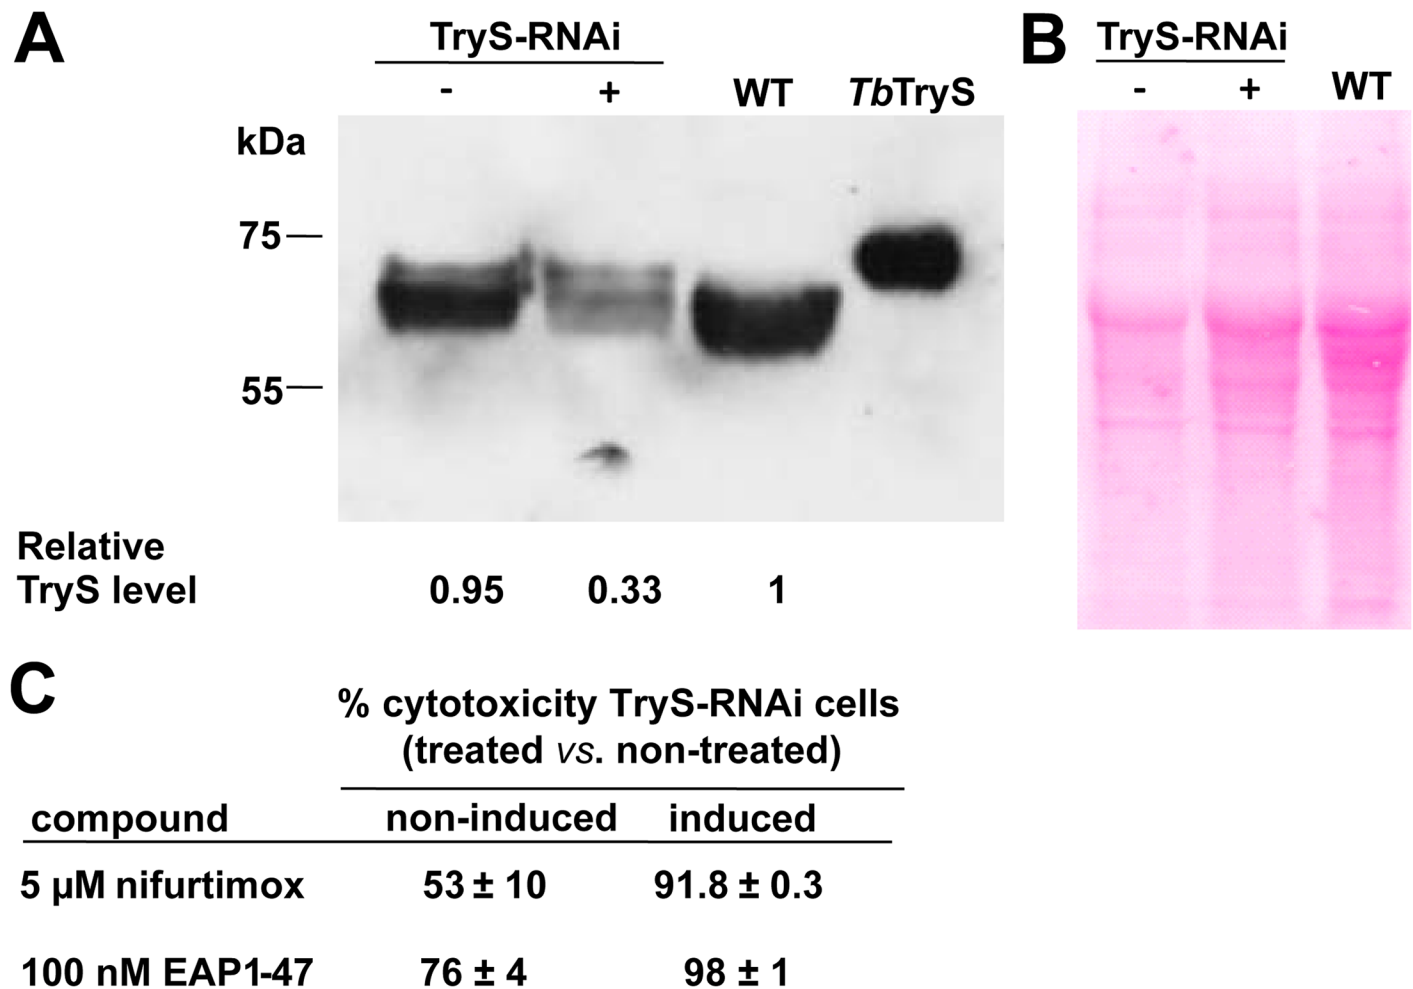 A
TryS-RNAi
- + WT TbTryS
kDa
75
55
Relative
TryS level 0.95 0.33 1
B
TryS-RNAi
- + WT
C
% cytotoxicity TryS-RNAi cells
(treated vs. non-treated)
compound non-induced induced
5 µM nifurtimox 53 ± 10 91.8 ± 0.3
100 nM EAP1-47 76 ± 4 98 ± 1